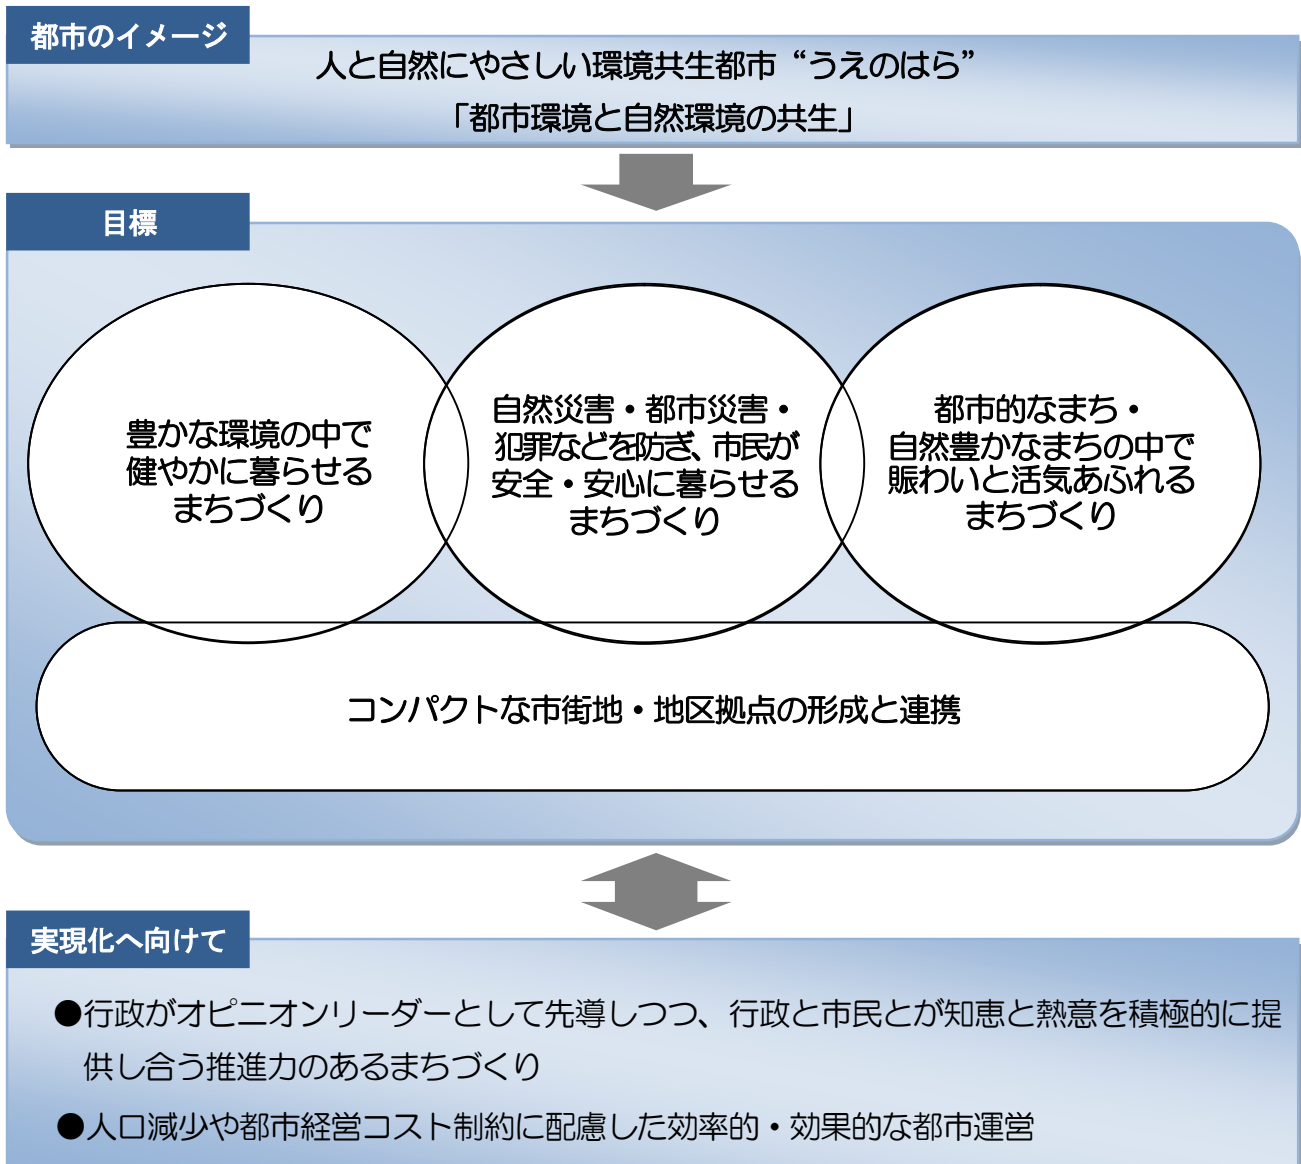 都市のイメージ
人と自然にやさしい環境共生都市“うえのはら”
「都市環境と自然環境の共生」
目標
豊かな環境の中で
健やかに暮らせる
まちづくり
自然災害・都市災害・
犯罪などを防ぎ、市民が
安全・安心に暮らせる
まちづくり
都市的なまち・
自然豊かなまちの中で
賑わいと活気あふれる
まちづくり
コンパクトな市街地・地区拠点の形成と連携
実現化へ向けて
●行政がオピニオンリーダーとして先導しつつ、行政と市民とが知恵と熱意を積極的に提
供し合う推進力のあるまちづくり
●人口減少や都市経営コスト制約に配慮した効率的・効果的な都市運営